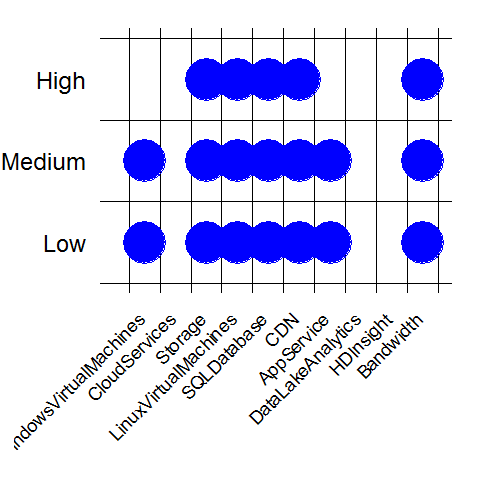 High
Medium
Low
ndowsVirtualMachines
CloudServices
Storage
LinuxVirtualMachines
SQLDatabase
CDN
AppService
DataLakeAnalytics
HDInsight
Bandwidth